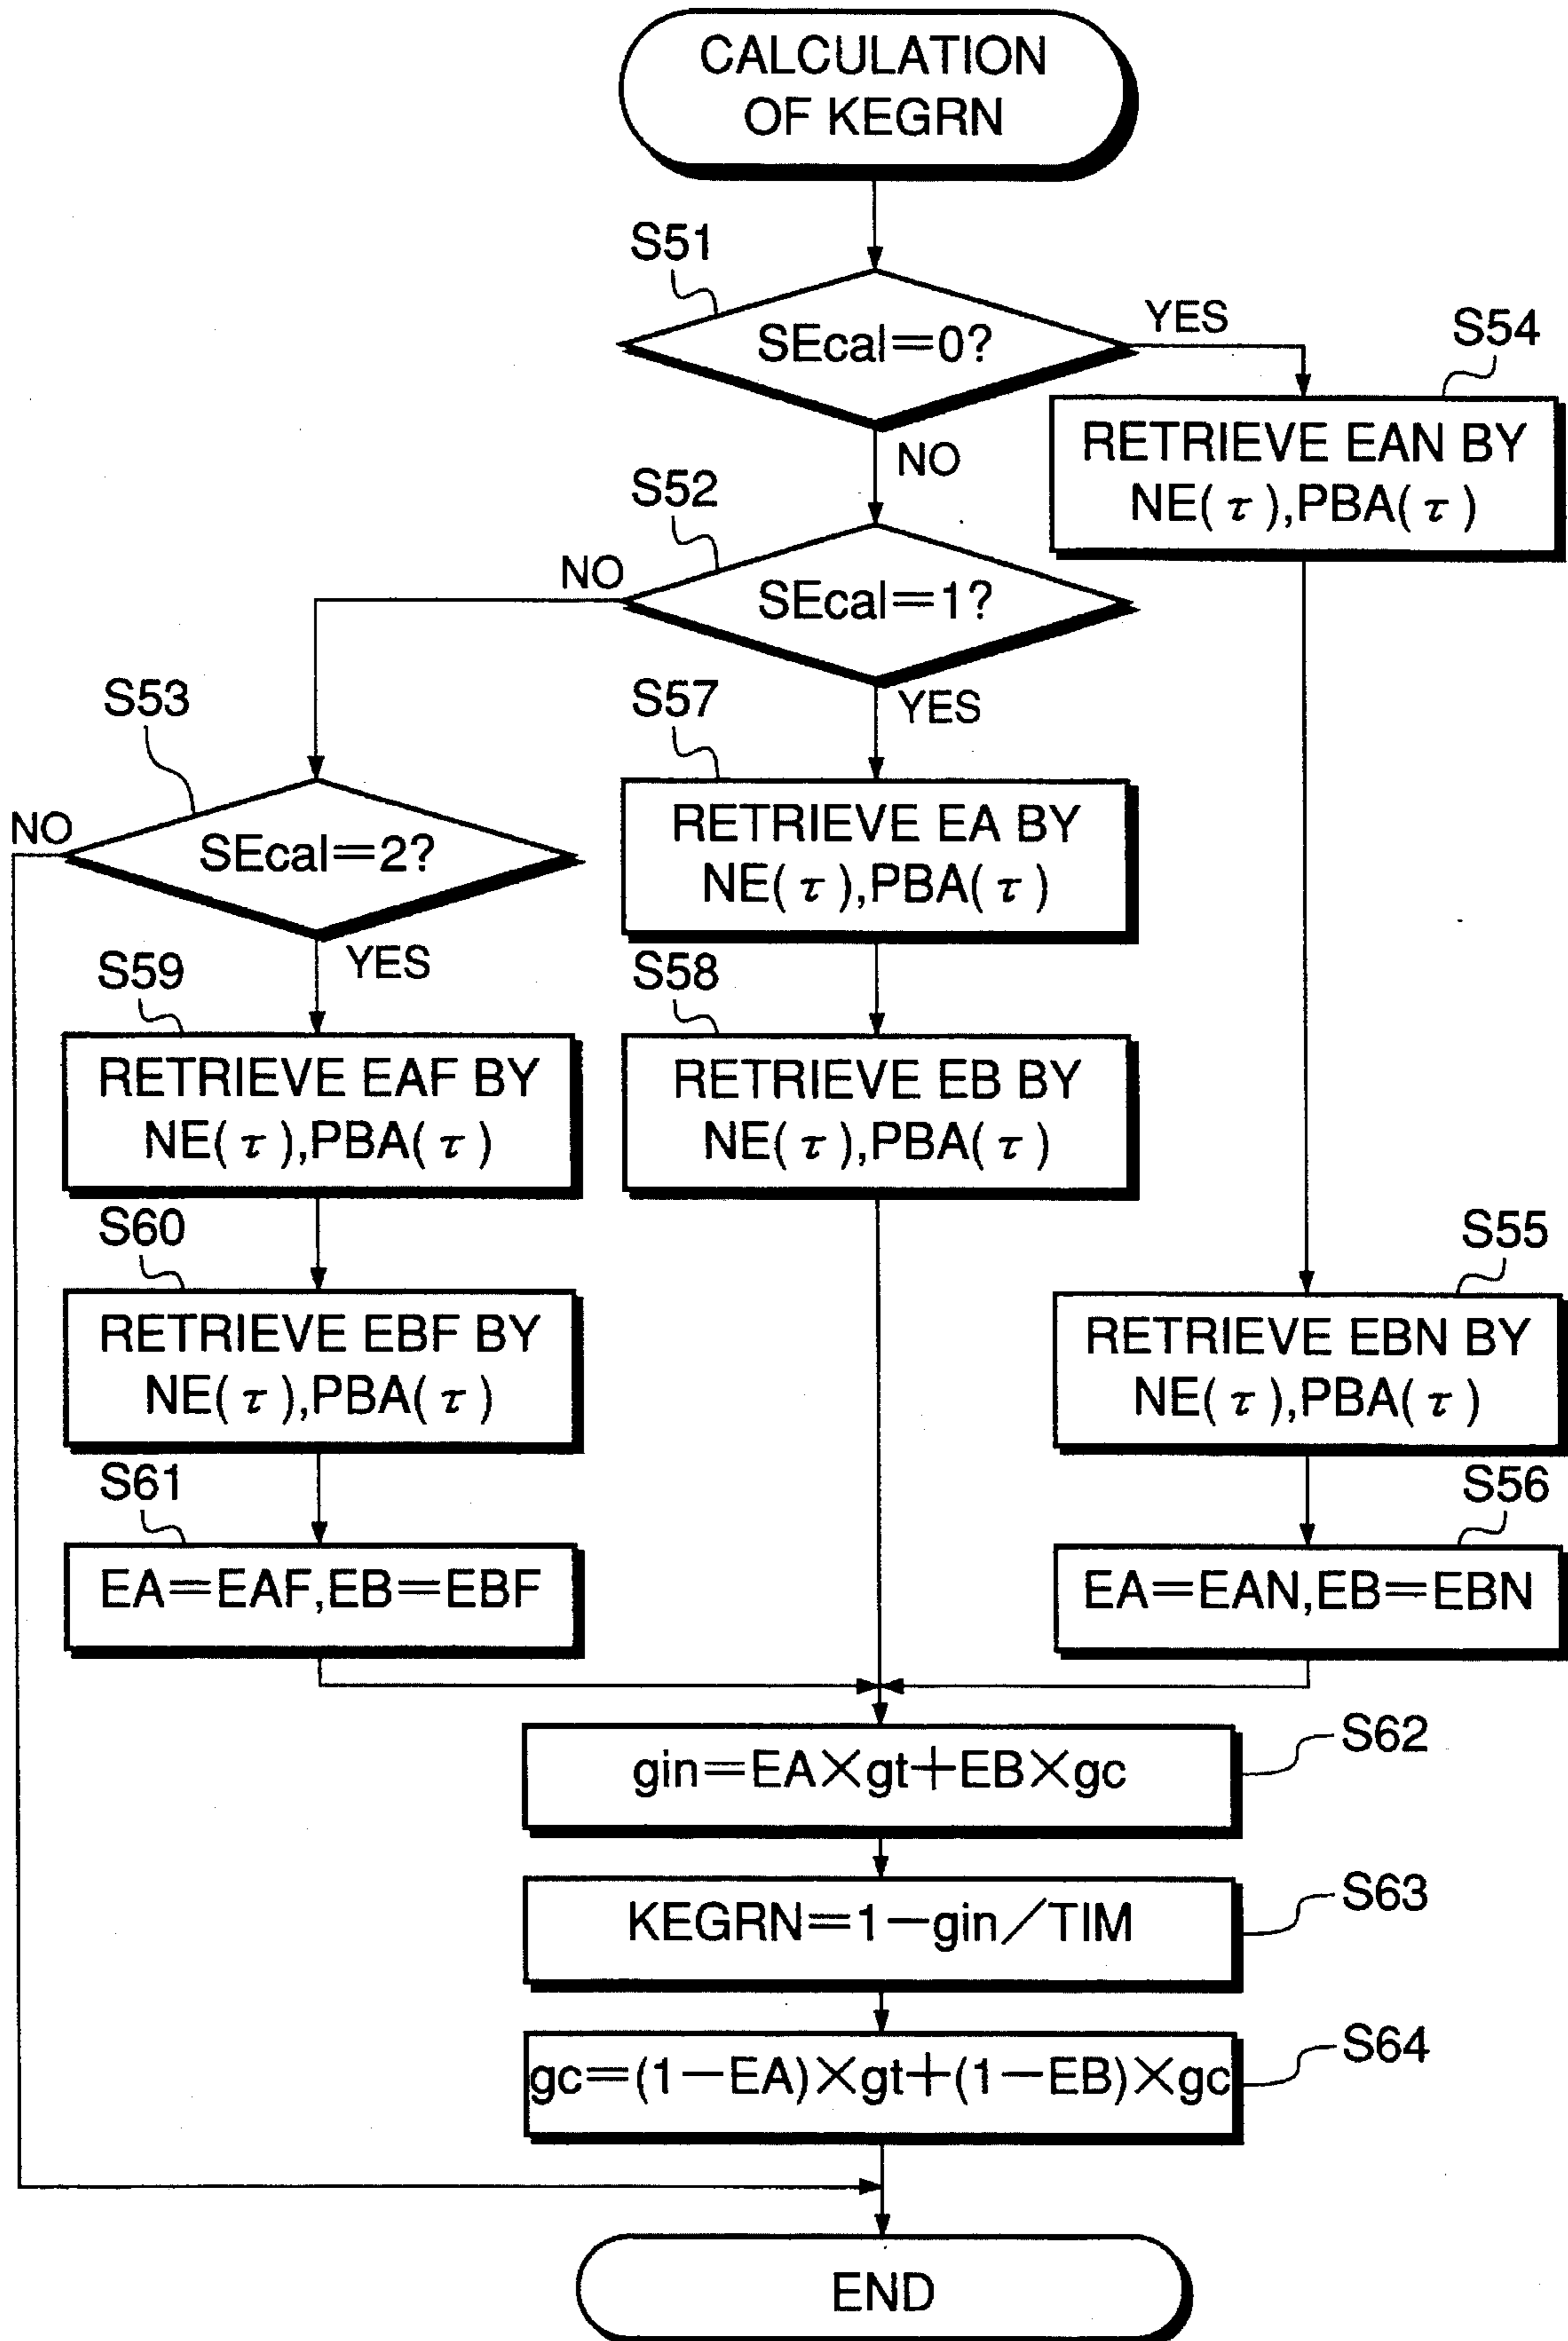 CALCULATION
OF KEGRN
S51
SEcal=0?
YES
NO
S54
RETRIEVE EAN BY
NE(τ),PBA(τ)
S52
SEcal=1?
NO
YES
S53
SEcal=2?
NO
YES
S57
RETRIEVE EA BY
NE(τ),PBA(τ)
S59
RETRIEVE EAF BY
NE(τ),PBA(τ)
S58
RETRIEVE EB BY
NE(τ),PBA(τ)
S60
RETRIEVE EBF BY
NE(τ),PBA(τ)
S55
RETRIEVE EBN BY
NE(τ),PBA(τ)
S61
EA=EAF,EB=EBF
S56
EA=EAN,EB=EBN
S62
gin=EA×gt+EB×gc
S63
KEGRN=1−gin/TIM
S64
gc=(1−EA)×gt+(1−EB)×gc
END